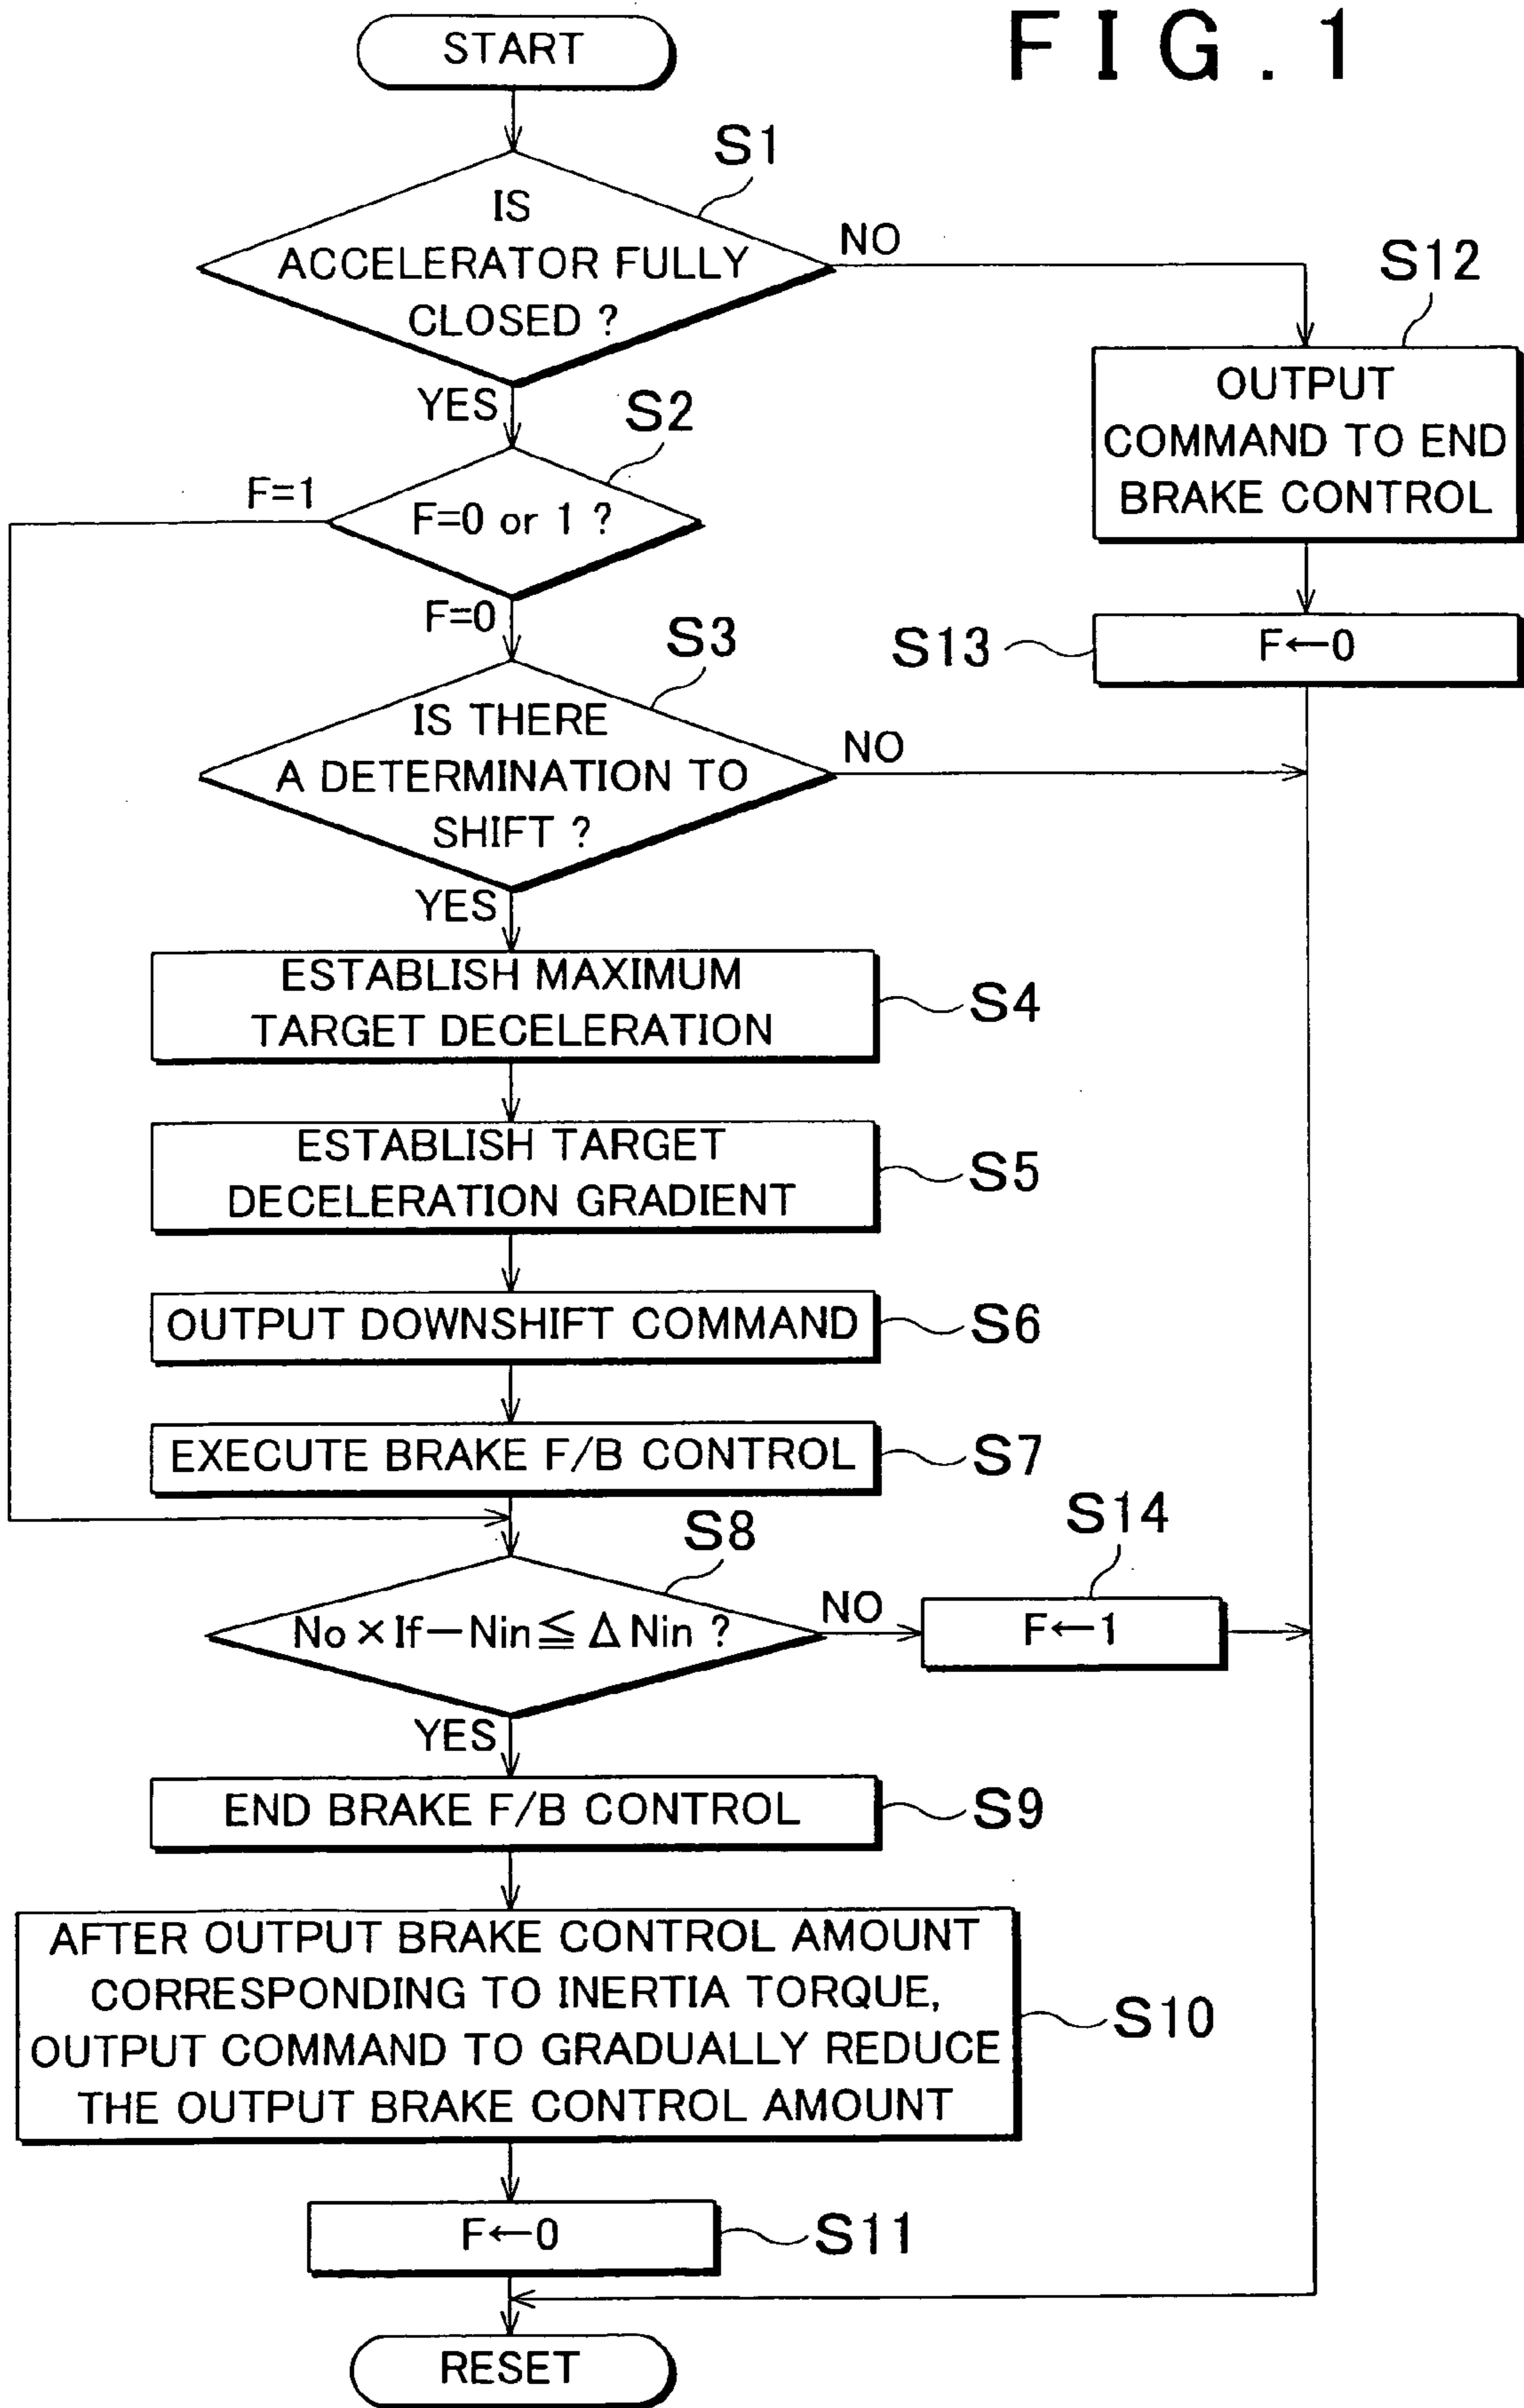 FIG. 1
START
S1
IS
ACCELERATOR FULLY
CLOSED ?
NO
YES
S12
OUTPUT
COMMAND TO END
BRAKE CONTROL
S2
F=1
F=0 or 1 ?
F=0
S13
F←0
S3
IS THERE
A DETERMINATION TO
SHIFT ?
NO
YES
ESTABLISH MAXIMUM
TARGET DECELERATION
S4
ESTABLISH TARGET
DECELERATION GRADIENT
S5
OUTPUT DOWNSHIFT COMMAND
S6
EXECUTE BRAKE F/B CONTROL
S7
S8
No×If−Nin≦ΔNin ?
NO
S14
F←1
YES
END BRAKE F/B CONTROL
S9
AFTER OUTPUT BRAKE CONTROL AMOUNT
CORRESPONDING TO INERTIA TORQUE,
OUTPUT COMMAND TO GRADUALLY REDUCE
THE OUTPUT BRAKE CONTROL AMOUNT
S10
F←0
S11
RESET